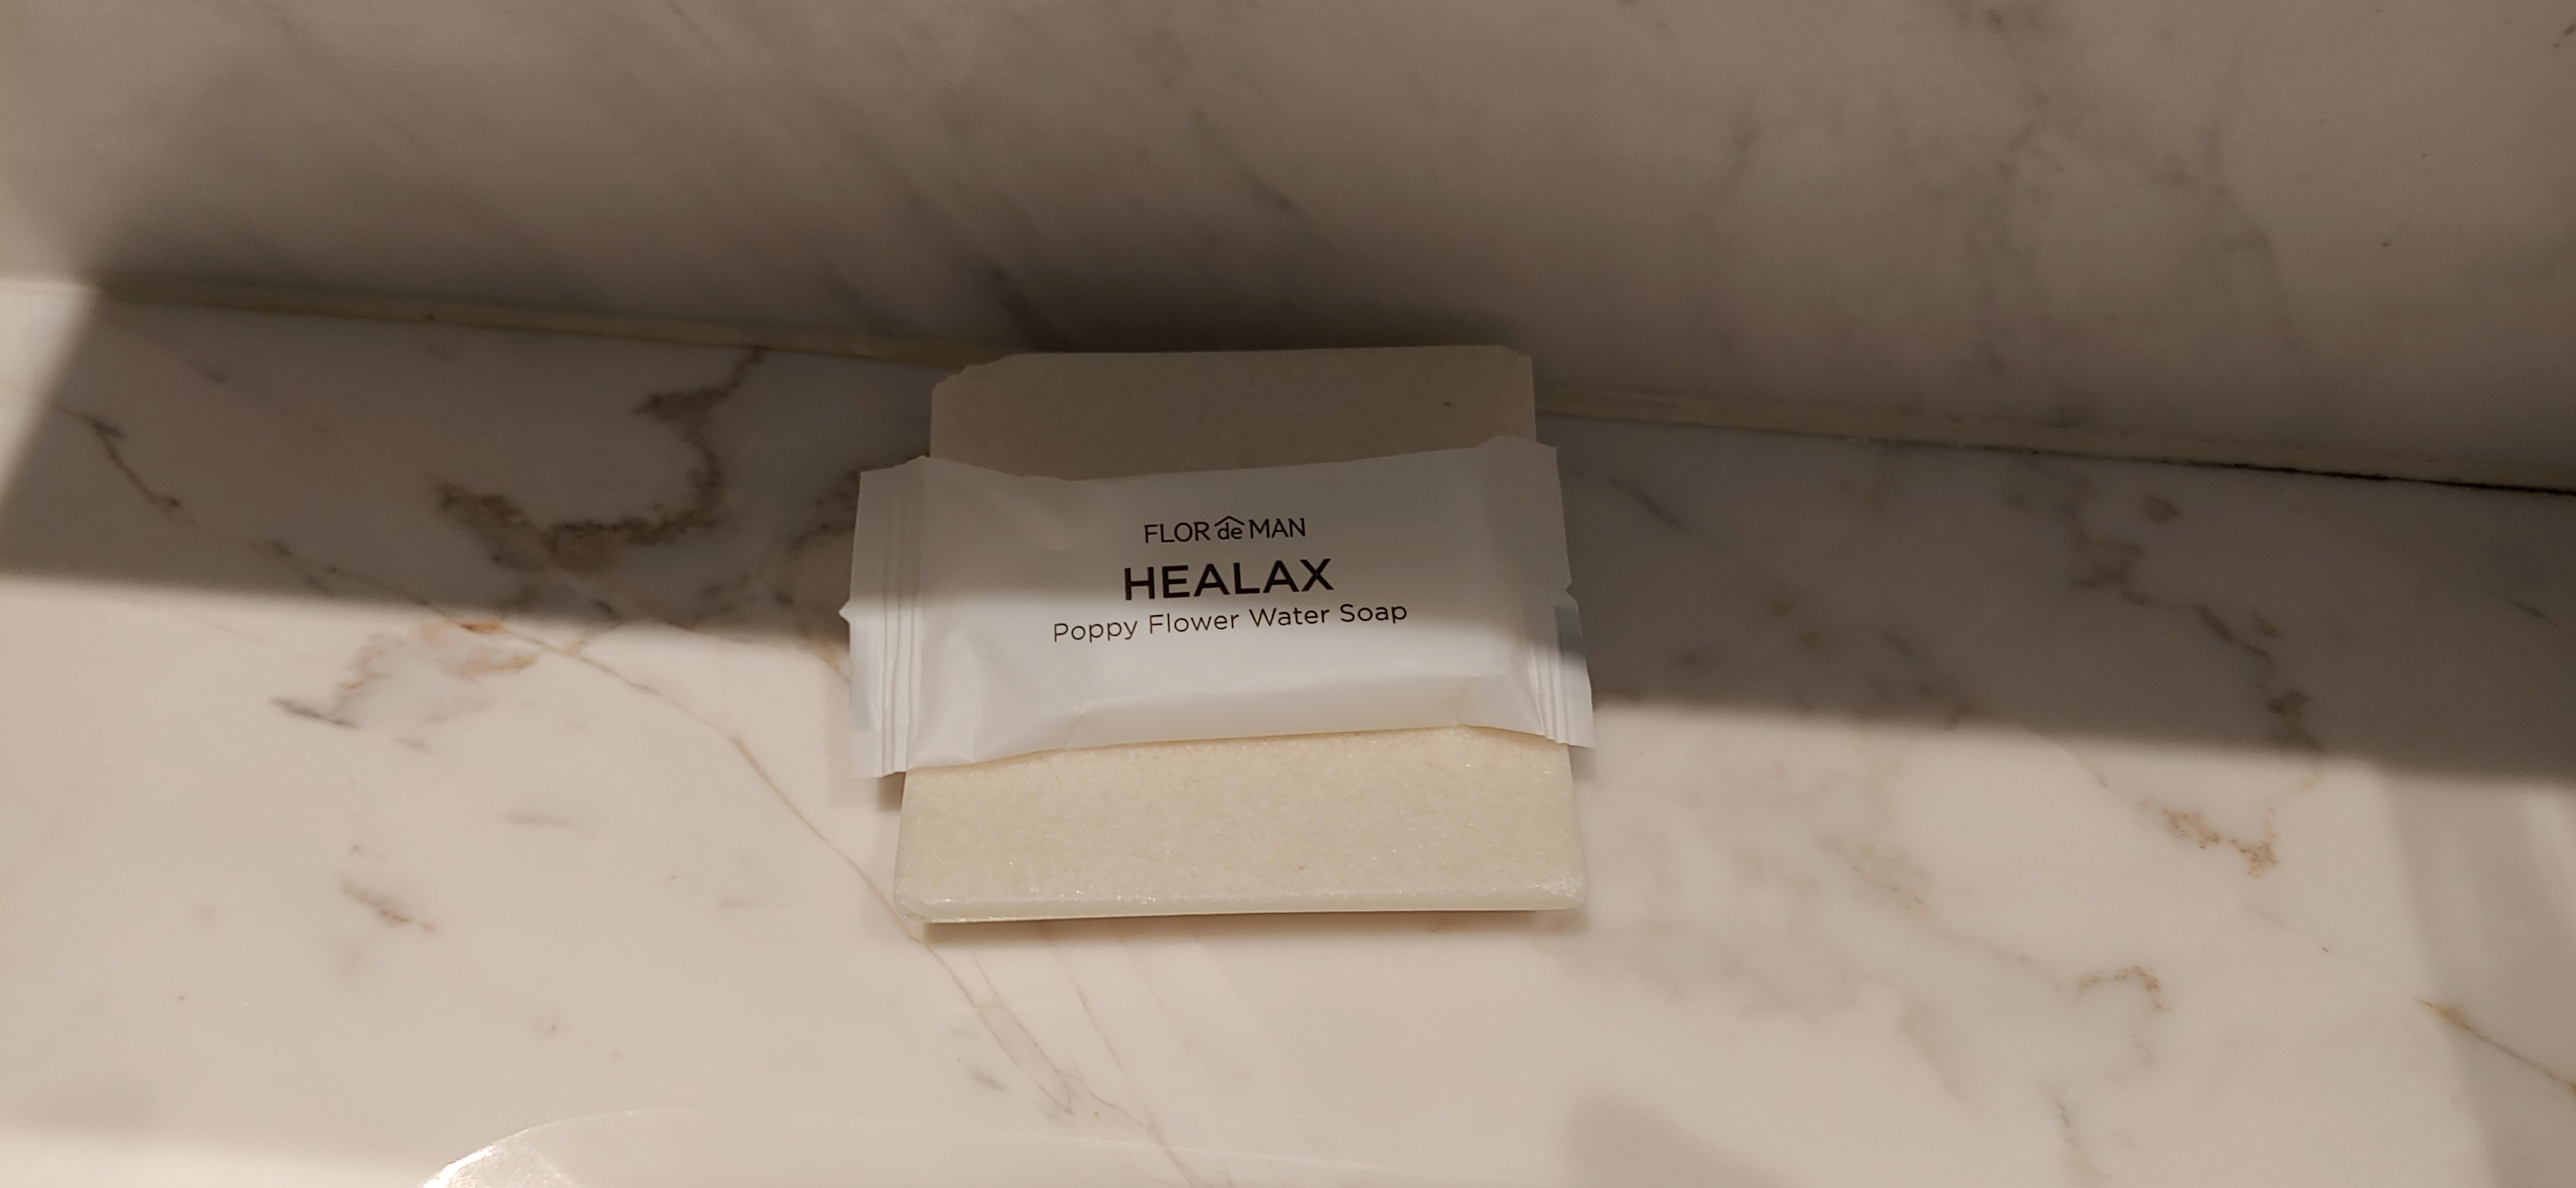 FLOR de MAN
HEALAX
Poppy Flower Water Soap